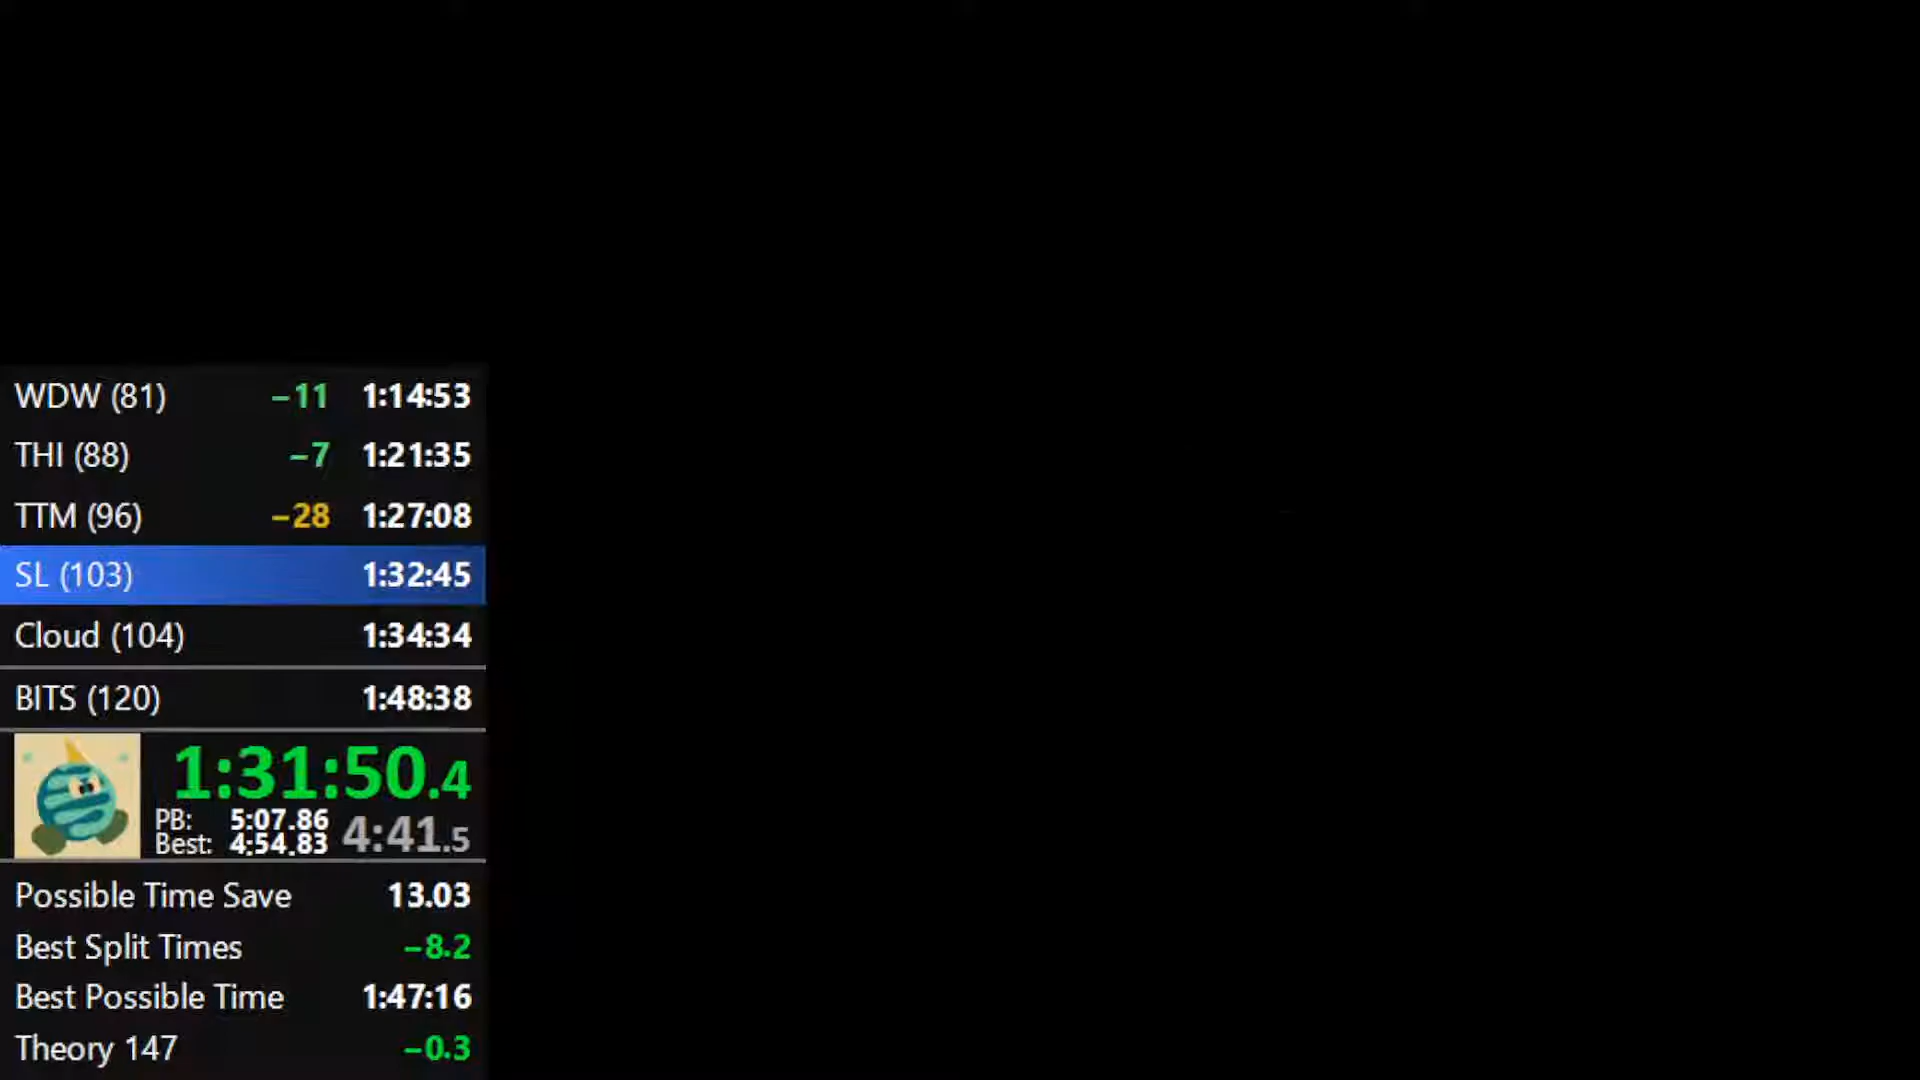 WDW (81) −11 1:14:53
THI (88) −7 1:21:35
TTM (96) −28 1:27:08
SL (103) 1:32:45
Cloud (104) 1:34:34
BITS (120) 1:48:38
1:31:50.4
PB: 5:07.86
Best: 4:54.83 4:41.5
Possible Time Save 13.03
Best Split Times −8.2
Best Possible Time 1:47:16
Theory 147 −0.3